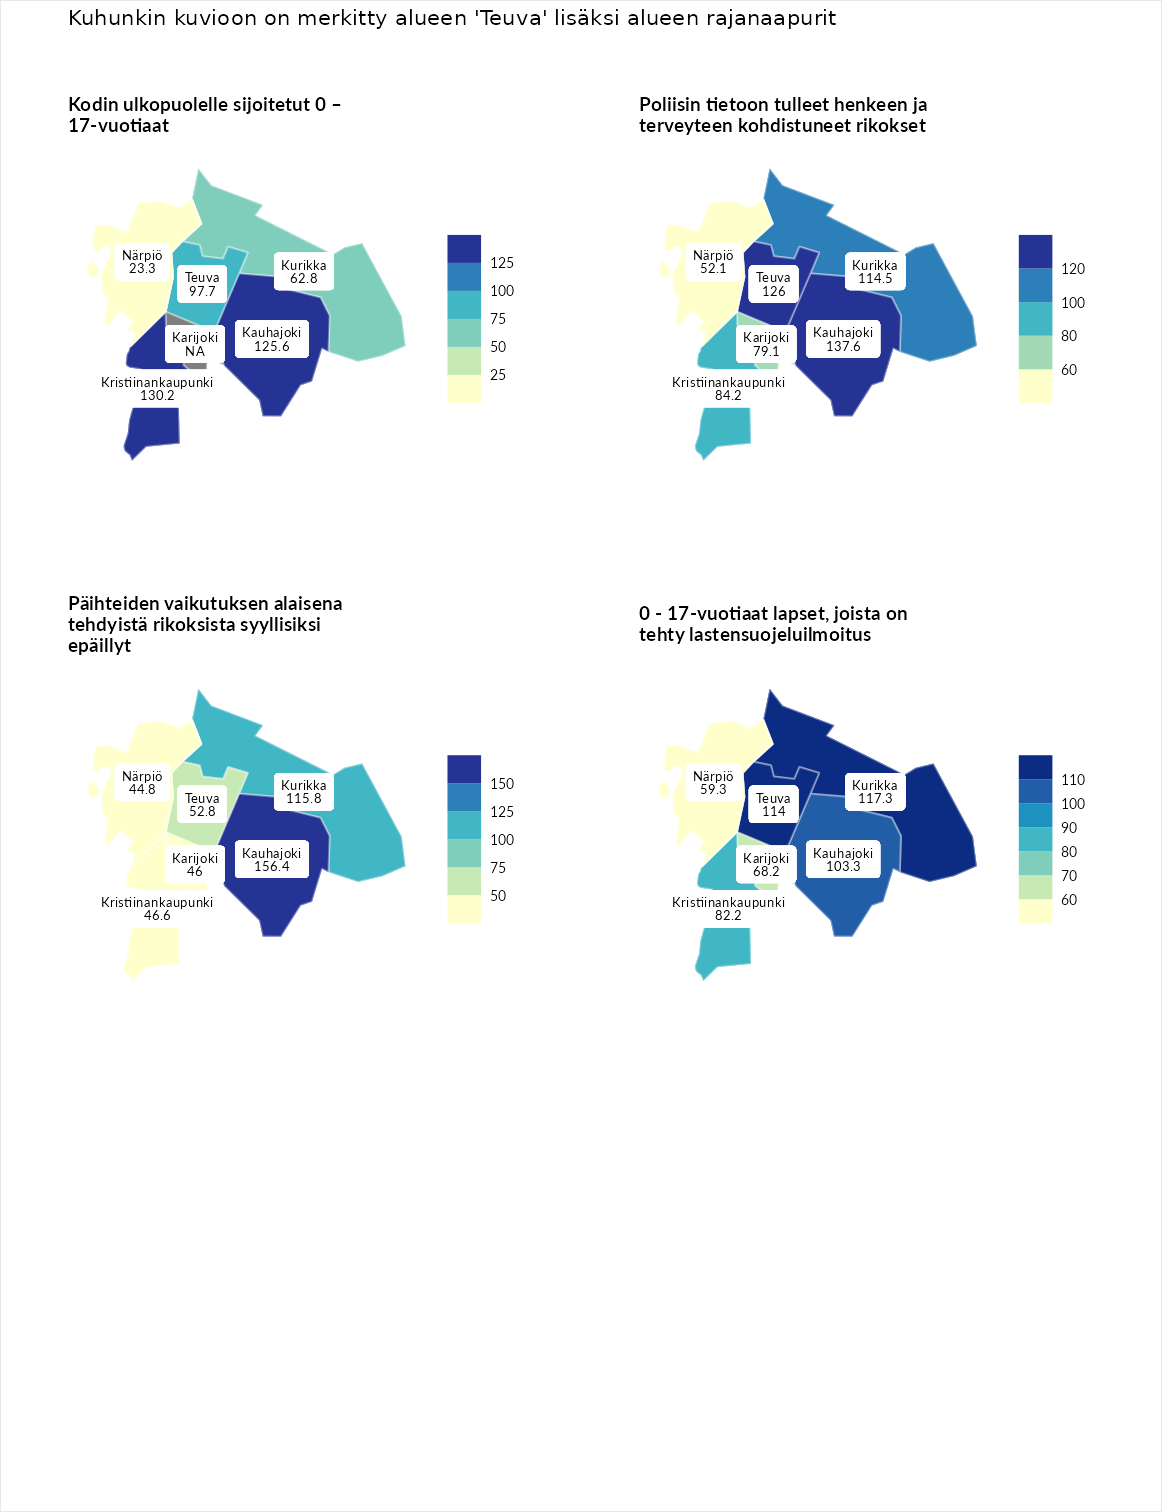 Kuhunkin kuvioon on merkitty alueen 'Teuva' lisäksi alueen rajanaapurit
Kodin ulkopuolelle sijoitetut 0 –
17-vuotiaat
Närpiö
23.3
Teuva
97.7
Kurikka
62.8
Karijoki
NA
Kauhajoki
125.6
Kristiinankaupunki
130.2
125
100
75
50
25
Poliisin tietoon tulleet henkeen ja
terveyteen kohdistuneet rikokset
Närpiö
52.1
Teuva
126
Kurikka
114.5
Karijoki
79.1
Kauhajoki
137.6
Kristiinankaupunki
84.2
120
100
80
60
Päihteiden vaikutuksen alaisena
tehdyistä rikoksista syyllisiksi
epäillyt
Närpiö
44.8
Teuva
52.8
Kurikka
115.8
Karijoki
46
Kauhajoki
156.4
Kristiinankaupunki
46.6
150
125
100
75
50
0 - 17-vuotiaat lapset, joista on
tehty lastensuojeluilmoitus
Närpiö
59.3
Teuva
114
Kurikka
117.3
Karijoki
68.2
Kauhajoki
103.3
Kristiinankaupunki
82.2
110
100
90
80
70
60